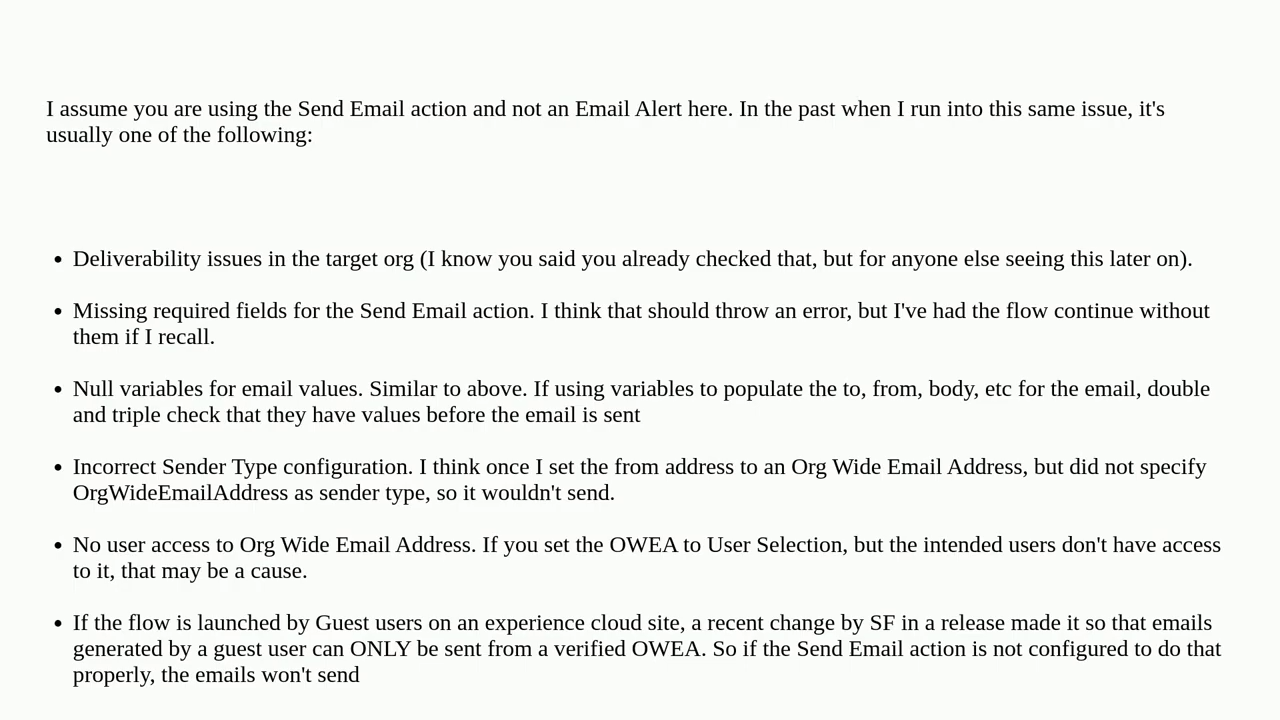 I assume you are using the Send Email action and not an Email Alert here. In the past when I run into this same issue, it's
usually one of the following:
• Deliverability issues in the target org (I know you said you already checked that, but for anyone else seeing this later on).
• Missing required fields for the Send Email action. I think that should throw an error, but I've had the flow continue without
them if I recall.
• Null variables for email values. Similar to above. If using variables to populate the to, from, body, etc for the email, double
and triple check that they have values before the email is sent
• Incorrect Sender Type configuration. I think once I set the from address to an Org Wide Email Address, but did not specify
OrgWideEmailAddress as sender type, so it wouldn't send.
• No user access to Org Wide Email Address. If you set the OWEA to User Selection, but the intended users don't have access
to it, that may be a cause.
• If the flow is launched by Guest users on an experience cloud site, a recent change by SF in a release made it so that emails
generated by a guest user can ONLY be sent from a verified OWEA. So if the Send Email action is not configured to do that
properly, the emails won't send